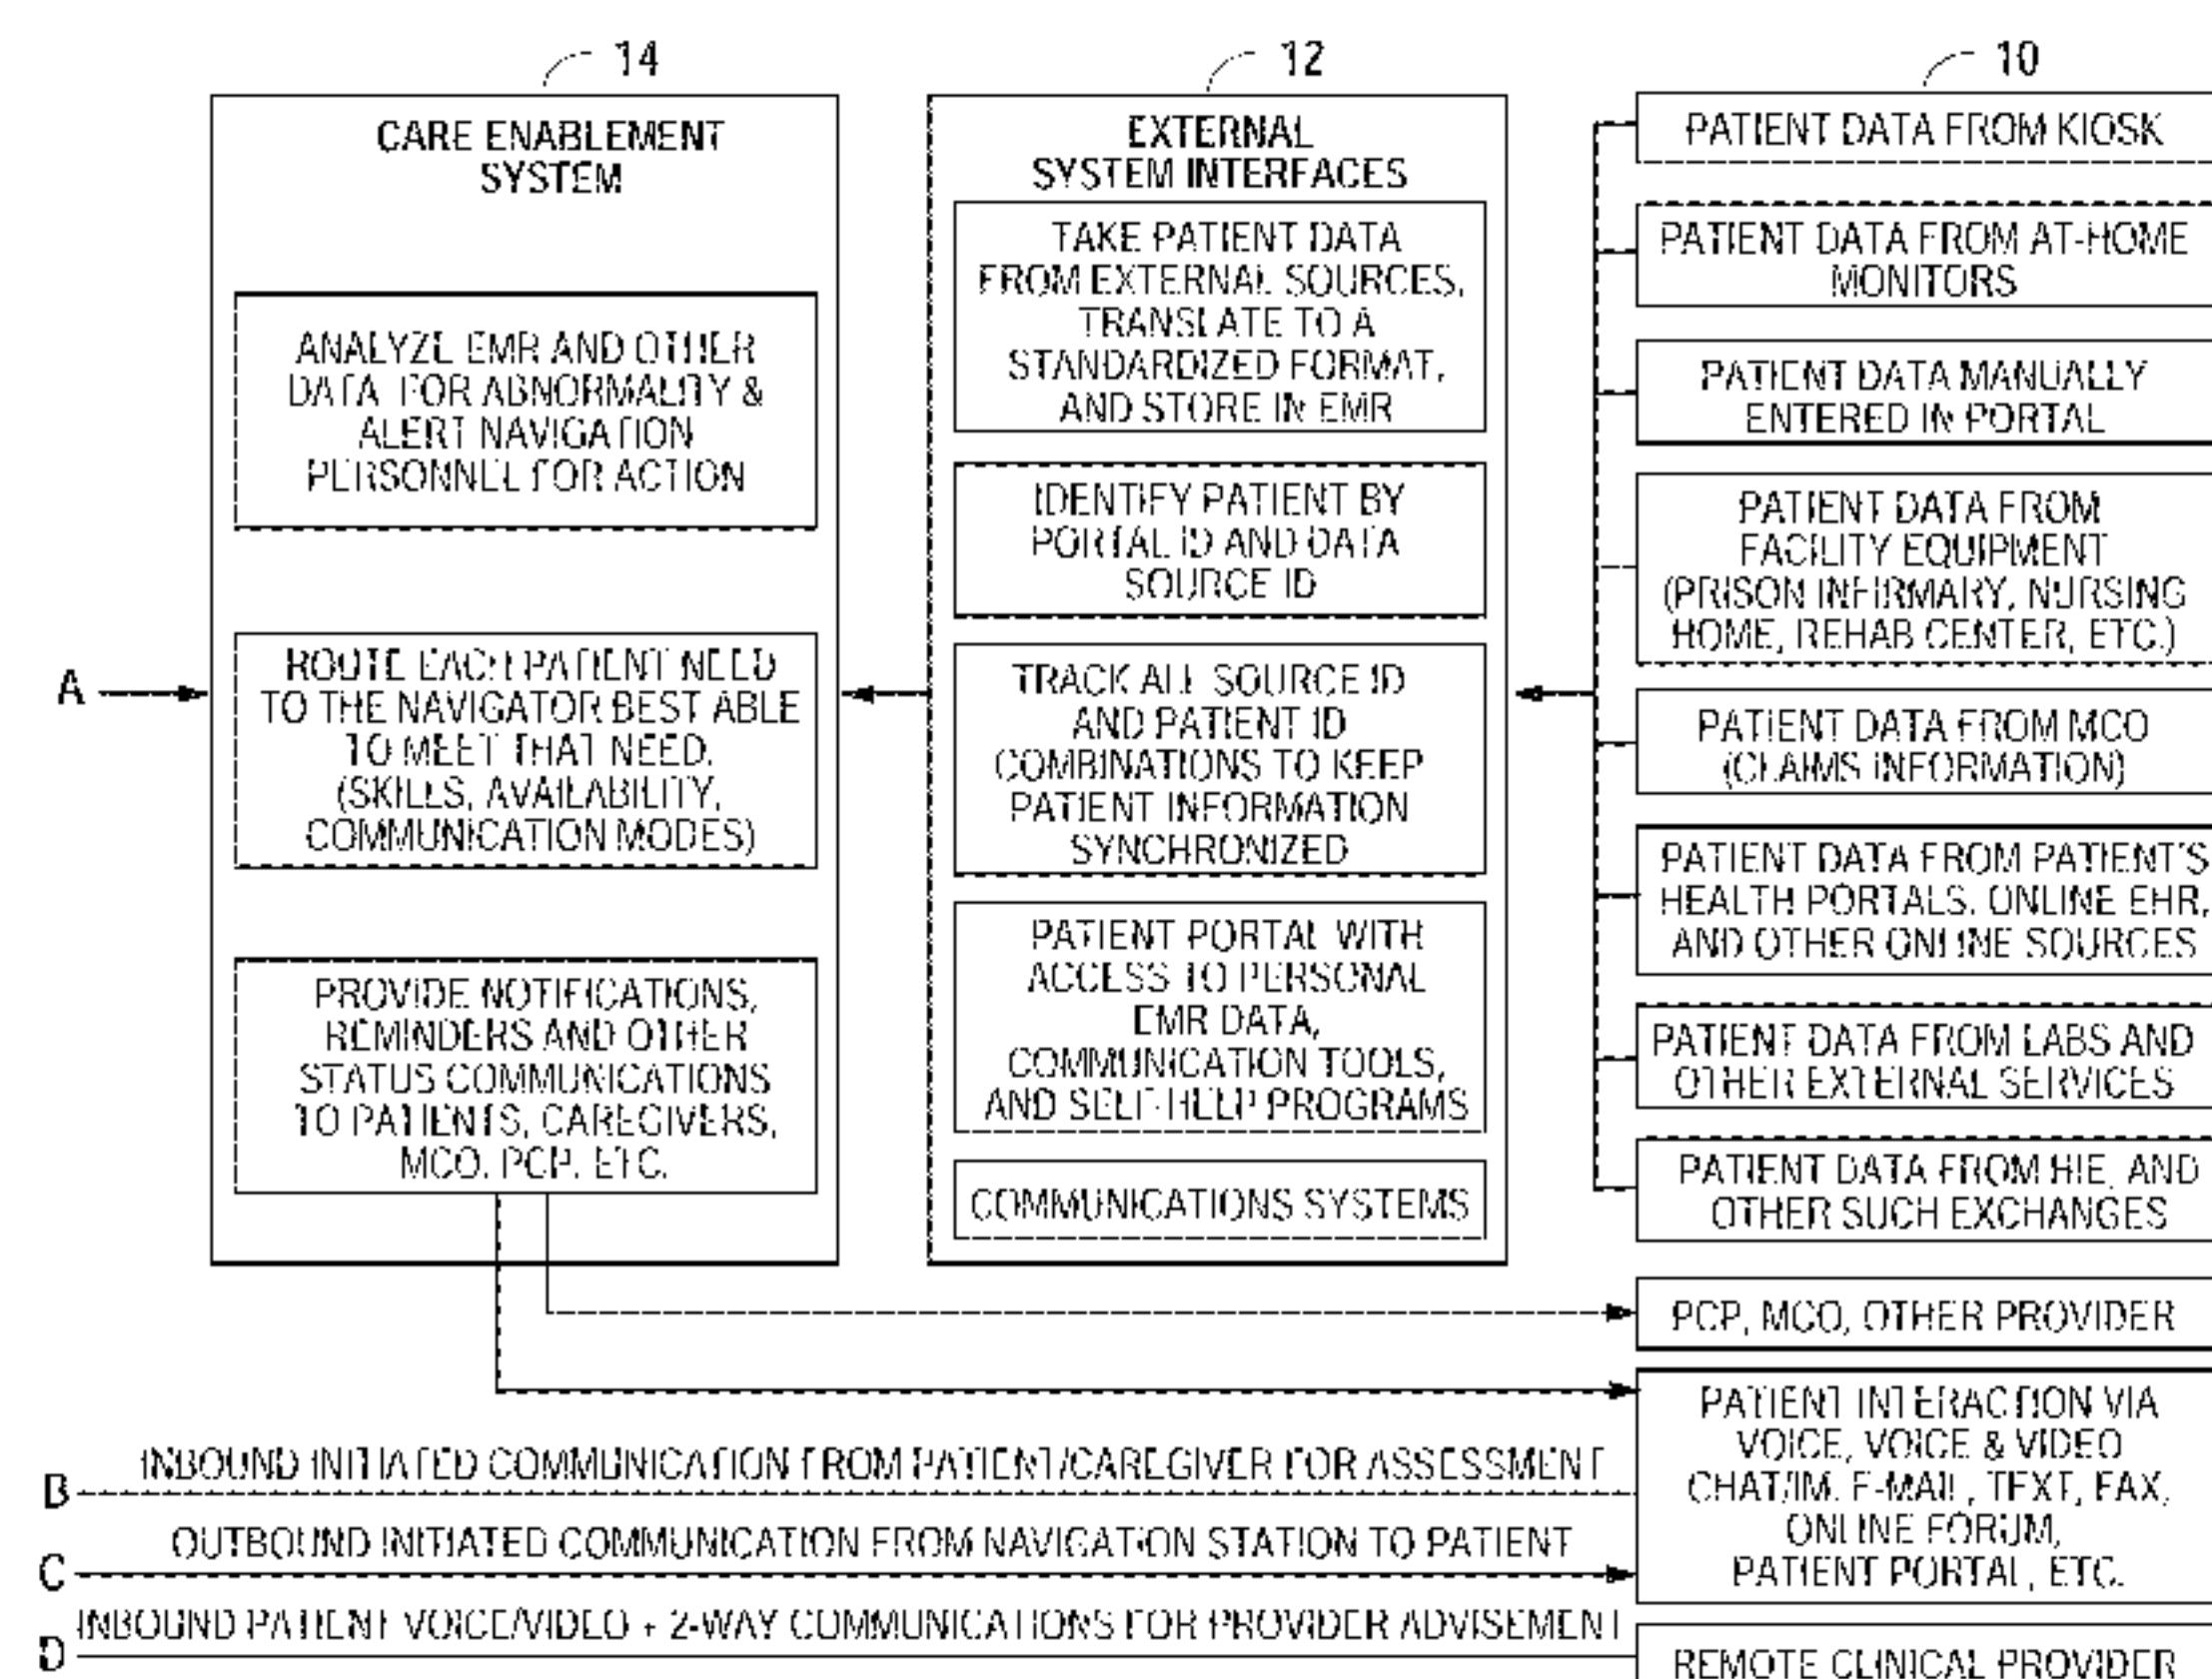 14
CARE ENABLEMENT
SYSTEM
ANALYZE EMR AND OTHER
DATA FOR ABNORMALITY &
ALERT NAVIGATION
PERSONNEL FOR ACTION
A
ROUTE EACH PATIENT NEED
TO THE NAVIGATOR BEST ABLE
TO MEET THAT NEED.
(SKILLS, AVAILABILITY,
COMMUNICATION MODES)
PROVIDE NOTIFICATIONS,
REMINDERS AND OTHER
STATUS COMMUNICATIONS
TO PATIENTS, CAREGIVERS,
MCO, PCP, ETC.
12
EXTERNAL
SYSTEM INTERFACES
TAKE PATIENT DATA
FROM EXTERNAL SOURCES,
TRANSLATE TO A
STANDARDIZED FORMAT,
AND STORE IN EMR
IDENTIFY PATIENT BY
PORTAL ID AND DATA
SOURCE ID
TRACK ALL SOURCE ID
AND PATIENT ID
COMBINATIONS TO KEEP
PATIENT INFORMATION
SYNCHRONIZED
PATIENT PORTAL WITH
ACCESS TO PERSONAL
EMR DATA,
COMMUNICATION TOOLS,
AND SELF-HELP PROGRAMS
COMMUNICATIONS SYSTEMS
10
PATIENT DATA FROM KIOSK
PATIENT DATA FROM AT-HOME
MONITORS
PATIENT DATA MANUALLY
ENTERED IN PORTAL
PATIENT DATA FROM
FACILITY EQUIPMENT
(PRISON INFIRMARY, NURSING
HOME, REHAB CENTER, ETC.)
PATIENT DATA FROM MCO
(CLAIMS INFORMATION)
PATIENT DATA FROM PATIENT'S
HEALTH PORTALS, ONLINE EHR,
AND OTHER ONLINE SOURCES
PATIENT DATA FROM LABS AND
OTHER EXTERNAL SERVICES
PATIENT DATA FROM HIE, AND
OTHER SUCH EXCHANGES
PCP, MCO, OTHER PROVIDER
PATIENT INTERACTION VIA
VOICE, VOICE & VIDEO
CHAT/IM, E-MAIL, TEXT, FAX,
ONLINE FORUM,
PATIENT PORTAL, ETC.
B INBOUND INITIATED COMMUNICATION FROM PATIENT/CAREGIVER FOR ASSESSMENT
C OUTBOUND INITIATED COMMUNICATION FROM NAVIGATION STATION TO PATIENT
D INBOUND PATIENT VOICE/VIDEO + 2-WAY COMMUNICATIONS FOR PROVIDER ADVISEMENT
REMOTE CLINICAL PROVIDER